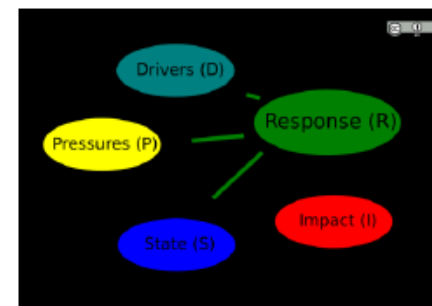 Drivers (D)
Response (R)
Pressures (P)
Impact (I)
State (S)